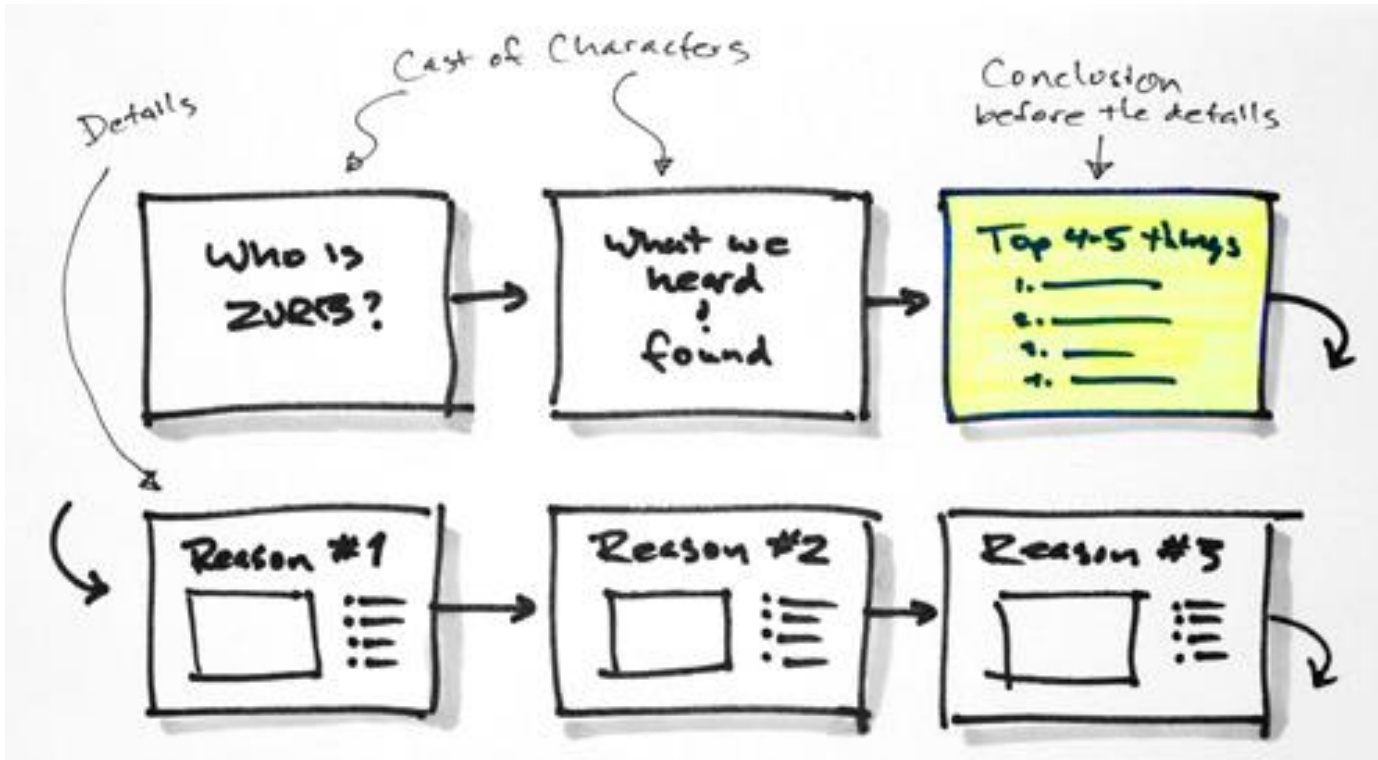 Cast of Characters
Details
Conclusion
before the details
Who is
ZURB?
What we
heard
&
found
Top 4-5 things
1.
2.
3.
4.
Reason #1
Reason #2
Reason #3